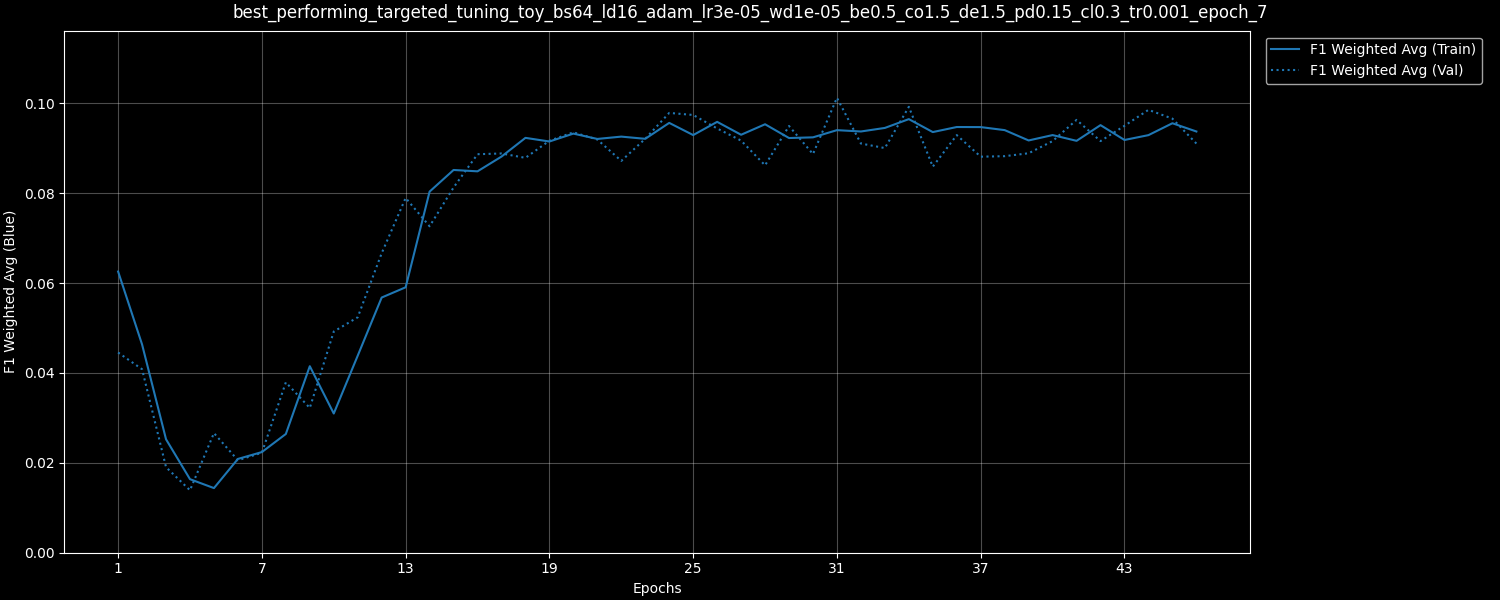 best_performing_targeted_tuning_toy_bs64_ld16_adam_lr3e-05_wd1e-05_be0.5_co1.5_de1.5_pd0.15_cl0.3_tr0.001_epoch_7
F1 Weighted Avg (Train)
F1 Weighted Avg (Val)
F1 Weighted Avg (Blue)
0.10
0.08
0.06
0.04
0.02
0.00
1 7 13 19 25 31 37 43
Epochs